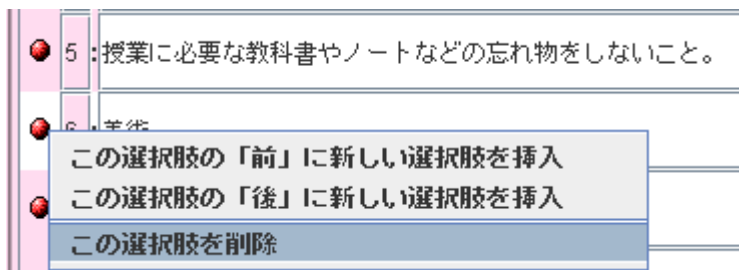 5 : 授業に必要な教科書やノートなどの忘れ物をしないこと。
6 : 美術
この選択肢の「前」に新しい選択肢を挿入
この選択肢の「後」に新しい選択肢を挿入
この選択肢を削除